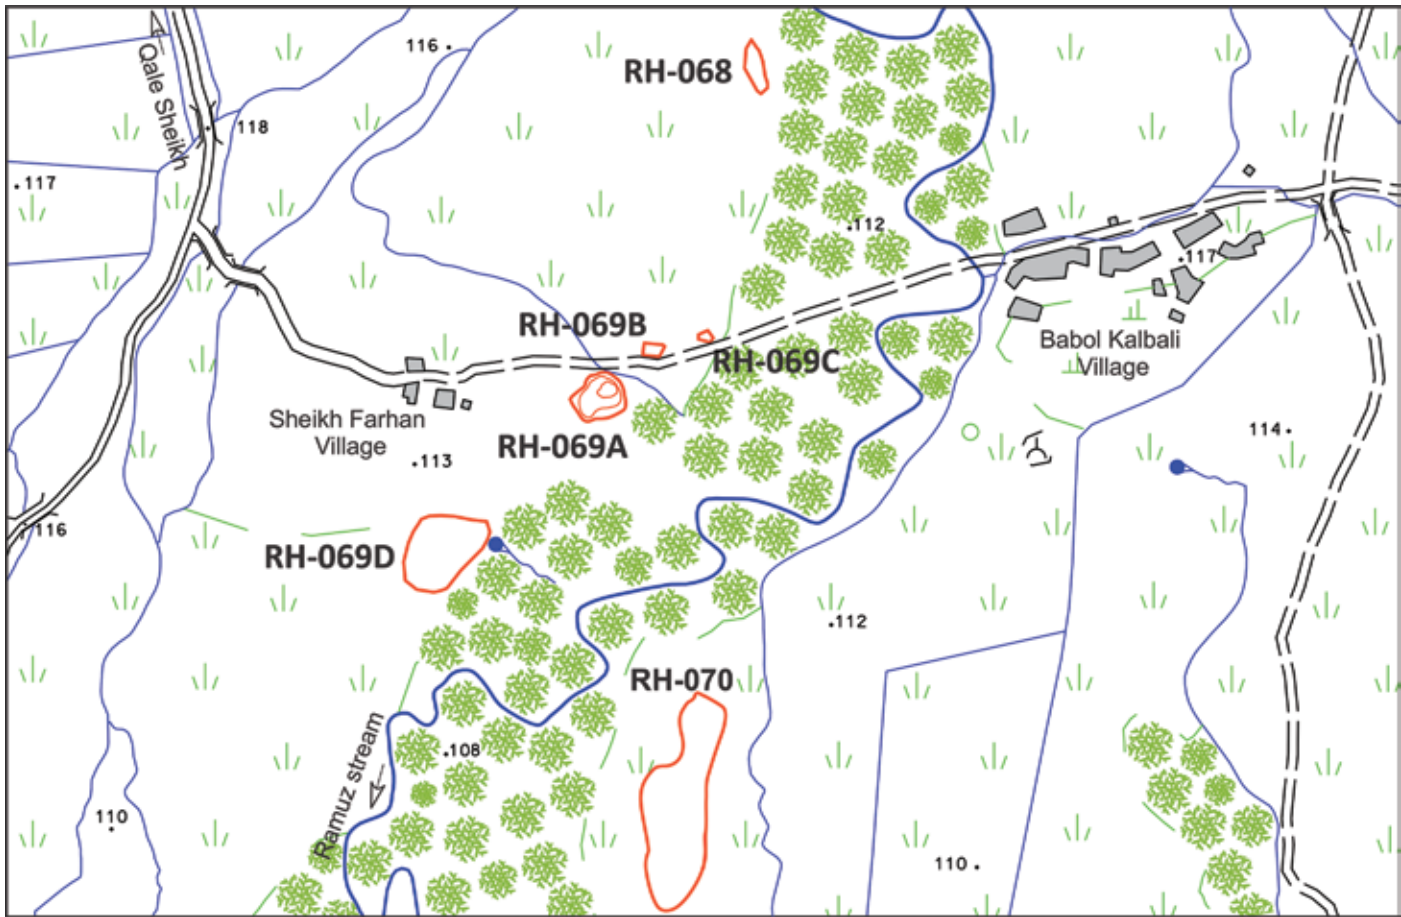 116
RH-068
Qale Sheikh
118
117
112
117
RH-069B
Babol Kalbali
Village
RH-069C
Sheikh Farhan
Village
RH-069A
114
113
116
RH-069D
112
RH-070
Ramuz stream
108
110
110